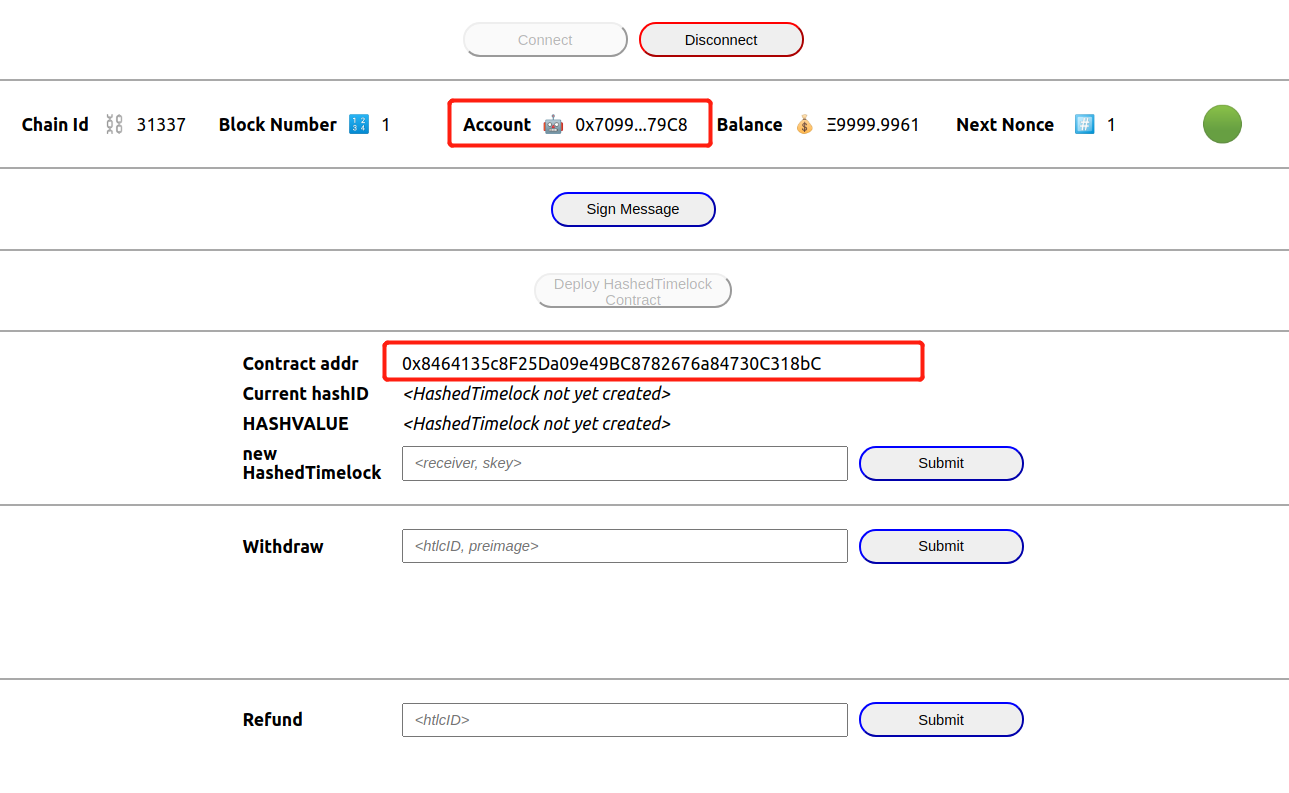 Connect Disconnect
Chain Id ⛓ 31337 Block Number 🔢 1 Account 🤖 0x7099...79C8 Balance 💰 Ξ9999.9961 Next Nonce #️⃣ 1
Sign Message
Deploy HashedTimelock
Contract
Contract addr 0x8464135c8F25Da09e49BC8782676a84730C318bC
Current hashID <HashedTimelock not yet created>
HASHVALUE <HashedTimelock not yet created>
new
HashedTimelock <receiver, skey> Submit
Withdraw <htlcID, preimage> Submit
Refund <htlcID> Submit